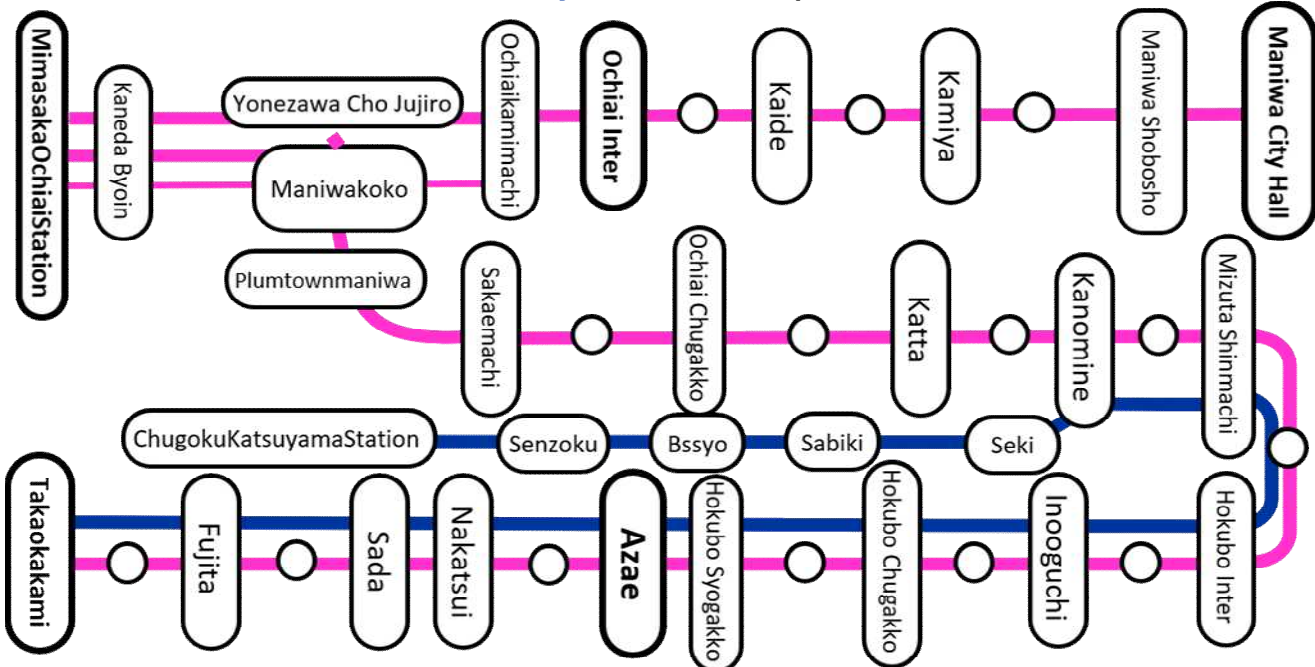 MimasakaOchiaiStation
Kaneda Byoin
Yonezawa Cho Jujiro
Maniwakoko
Ochiaikamimachi
Ochiai Inter
Kaide
Kamiya
Maniwa Shobosho
Maniwa City Hall
Plumtownmaniwa
Sakaemachi
Ochiai Chugakko
Katta
Kanomine
Mizuta Shinmachi
ChugokuKatsuyamaStation
Senzoku
Bssyo
Sabiki
Seki
Takaokakami
Fujita
Sada
Nakatsui
Azae
Hokubo Syogakko
Hokubo Chugakko
Inooguchi
Hokubo Inter